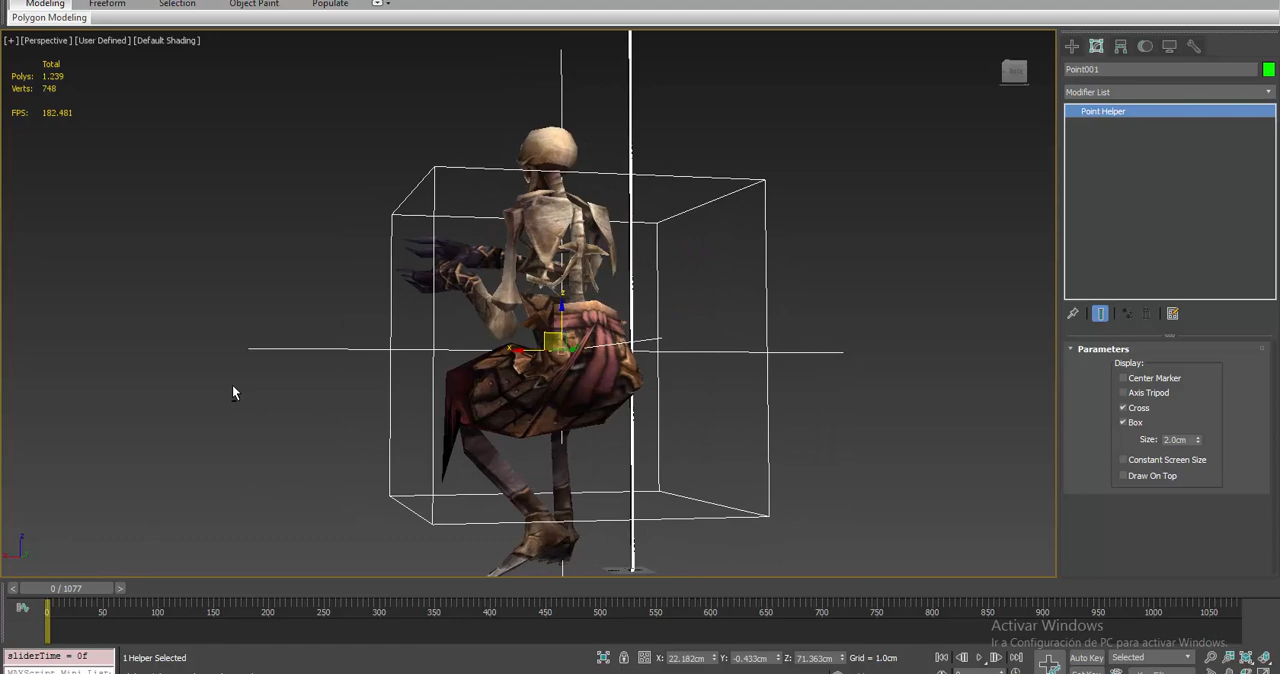 Modeling Freeform Selection Object Paint Populate
Polygon Modeling
[+] [Perspective] [User Defined] [Default Shading]
Total
Polys: 1.239
Verts: 748
FPS: 182.481
Point001
Modifier List
Point Helper
Parameters
Display:
Center Marker
Axis Tripod
Cross
Box
Size: 2.0cm
Constant Screen Size
Draw On Top
z
x
z
x
< 0 / 1077 >
0 50 100 150 200 250 300 350 400 450 500 550 600 650 700 750 800 850 900 950 1000 1050
Activar Windows
Ir a Configuración de PC para activar Windows.
sliderTime = 0f
1 Helper Selected
X: 22.182cm Y: -0.433cm Z: 71.363cm Grid = 1.0cm
Auto Key Selected
MAXScript Mini List: